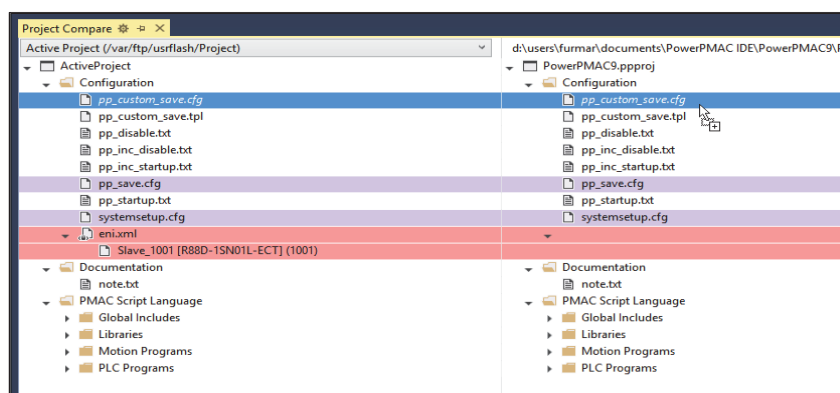 Project Compare
Active Project (/var/ftp/usrflash/Project)
d:\users\furmar\documents\PowerPMAC IDE\PowerPMAC9\P
ActiveProject
PowerPMAC9.ppproj
Configuration
Configuration
pp_custom_save.cfg
pp_custom_save.cfg
pp_custom_save.tpl
pp_custom_save.tpl
pp_disable.txt
pp_disable.txt
pp_inc_disable.txt
pp_inc_disable.txt
pp_inc_startup.txt
pp_inc_startup.txt
pp_save.cfg
pp_save.cfg
pp_startup.txt
pp_startup.txt
systemsetup.cfg
systemsetup.cfg
eni.xml
Slave_1001 [R88D-1SN01L-ECT] (1001)
Documentation
Documentation
note.txt
note.txt
PMAC Script Language
PMAC Script Language
Global Includes
Global Includes
Libraries
Libraries
Motion Programs
Motion Programs
PLC Programs
PLC Programs